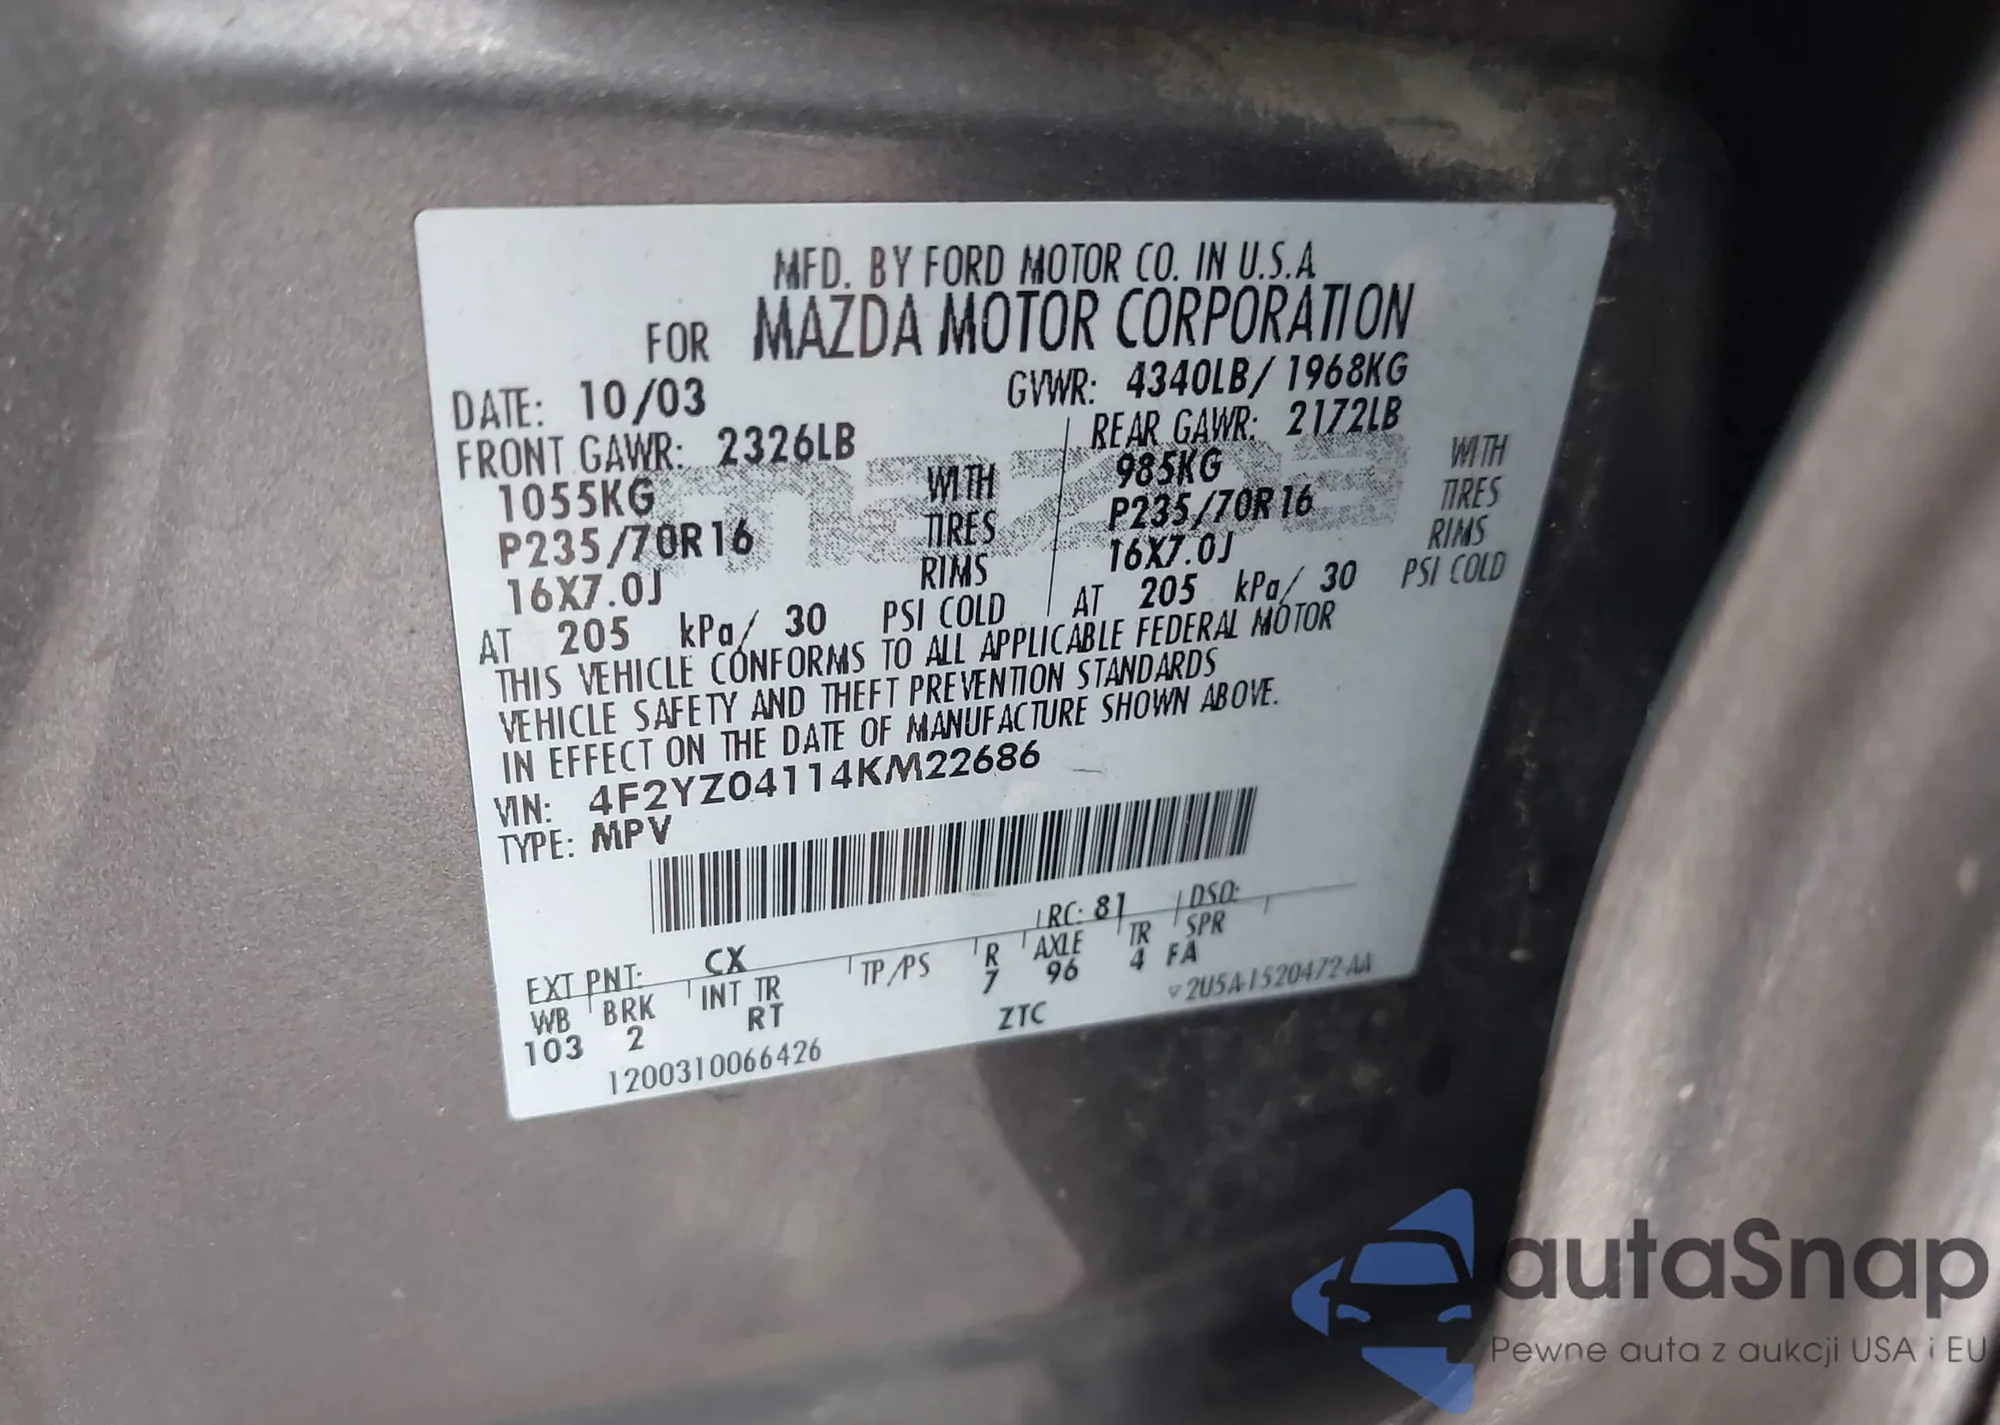 MFD. BY FORD MOTOR CO. IN U.S.A
FOR MAZDA MOTOR CORPORATION
DATE: 10/03 GVWR: 4340LB/ 1968KG
FRONT GAWR: 2326LB REAR GAWR: 2172LB
1055KG WITH 985KG WITH
P235/70R16 TIRES P235/70R16 TIRES
16X7.0J RIMS 16X7.0J RIMS
AT 205 kPa/ 30 PSI COLD AT 205 kPa/ 30 PSI COLD
mazda
THIS VEHICLE CONFORMS TO ALL APPLICABLE FEDERAL MOTOR
VEHICLE SAFETY AND THEFT PREVENTION STANDARDS
IN EFFECT ON THE DATE OF MANUFACTURE SHOWN ABOVE.
VIN: 4F2YZ04114KM22686
TYPE: MPV
EXT PNT: CX RC: 81 DSO:
WB BRK INT TR TP/PS R AXLE TR SPR
103 2 RT 7 96 4 FA
ZTC
1200310066426
▽2U5A-1520472-AA
autaSnap
Pewne auta z aukcji USA i EU